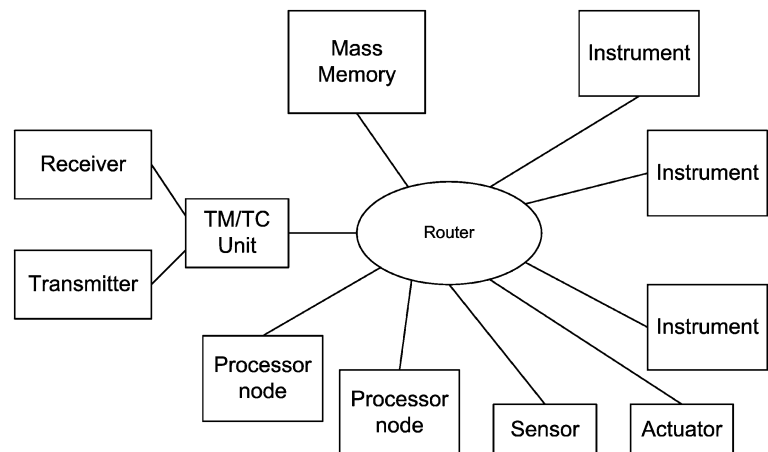 Mass
Memory
Instrument
Receiver
Instrument
TM/TC
Unit
Router
Transmitter
Instrument
Processor
node
Processor
node
Sensor
Actuator